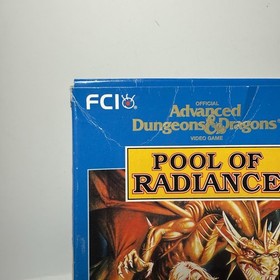 FCI
OFFICIAL
Advanced
Dungeons & Dragons®
VIDEO GAME
POOL OF
RADIANCE